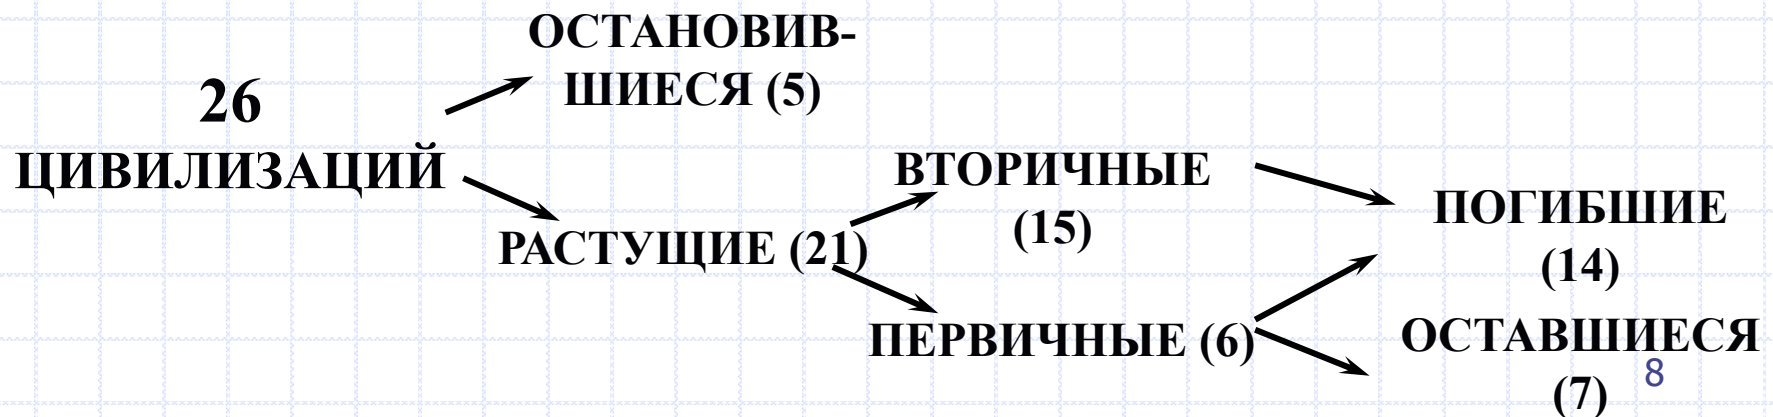 26
ЦИВИЛИЗАЦИЙ
ОСТАНОВИВ-
ШИЕСЯ (5)
РАСТУЩИЕ (21)
ВТОРИЧНЫЕ
(15)
ПЕРВИЧНЫЕ (6)
ПОГИБШИЕ
(14)
ОСТАВШИЕСЯ
(7)
8